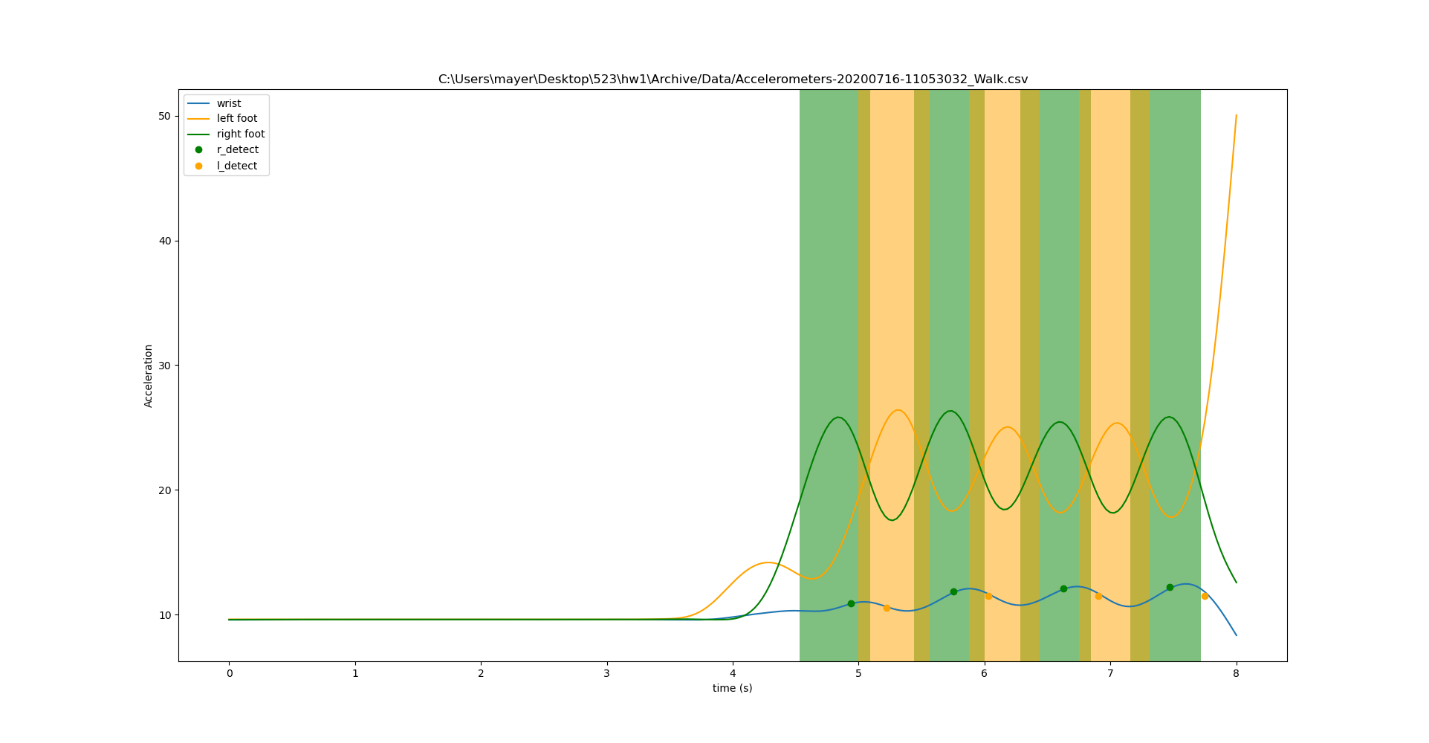 C:\Users\mayer\Desktop\523\hw1\Archive/Data/Accelerometers-20200716-11053032_Walk.csv
wrist
left foot
right foot
r_detect
l_detect
50
40
30
20
10
Acceleration
0 1 2 3 4 5 6 7 8
time (s)